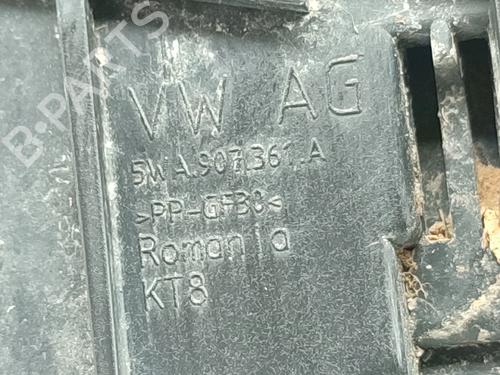 VW AG
5WA.907.361.A
>PP-GF30<
Romania
KT8
B-PARTS